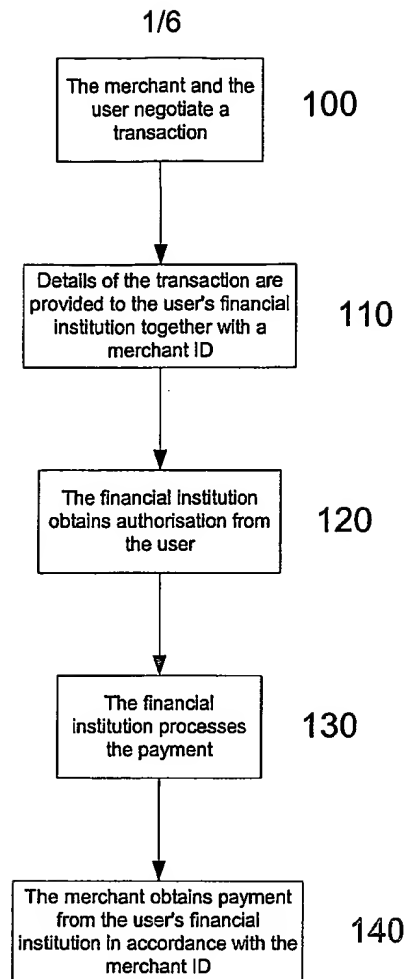 1/6
The merchant and the
user negotiate a
transaction
100
Details of the transaction are
provided to the user's financial
institution together with a
merchant ID
110
The financial institution
obtains authorisation from
the user
120
The financial
institution processes
the payment
130
The merchant obtains payment
from the user's financial
institution in accordance with the
merchant ID
140